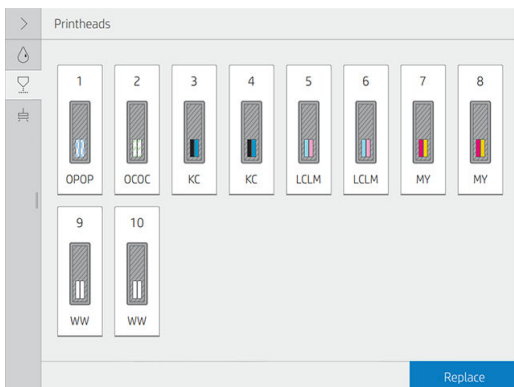 Printheads
1 2 3 4 5 6 7 8
OPOP OCOC KC KC LCLM LCLM MY MY
9 10
WW WW
Replace